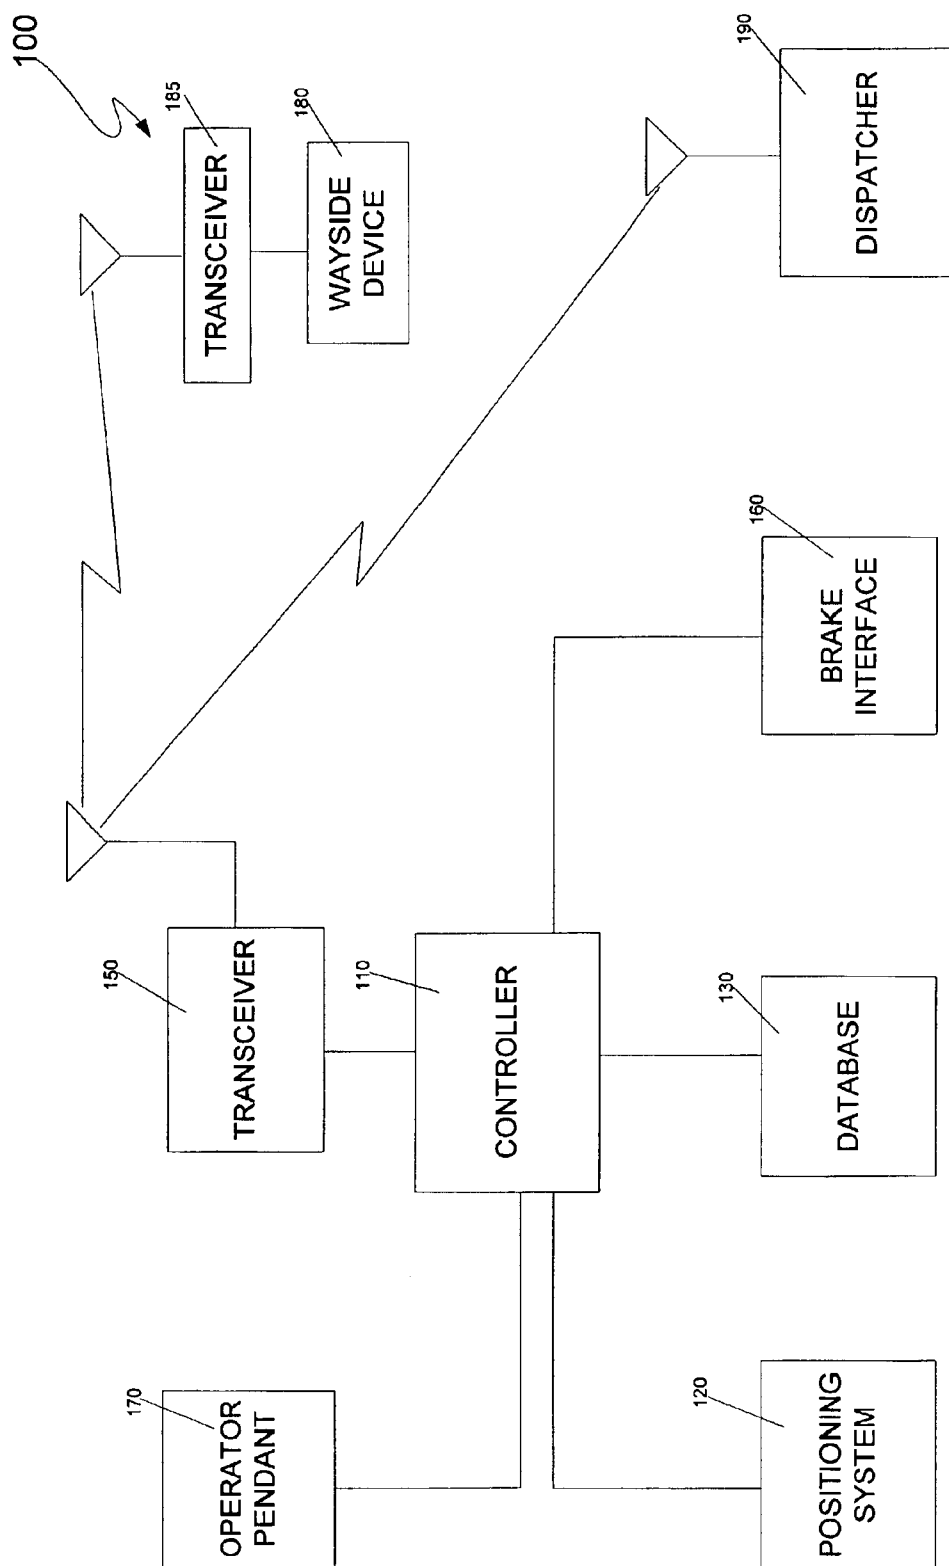 100
185
TRANSCEIVER
180
WAYSIDE
DEVICE
190
DISPATCHER
150
TRANSCEIVER
110
CONTROLLER
160
BRAKE
INTERFACE
130
DATABASE
170
OPERATOR
PENDANT
120
POSITIONING
SYSTEM